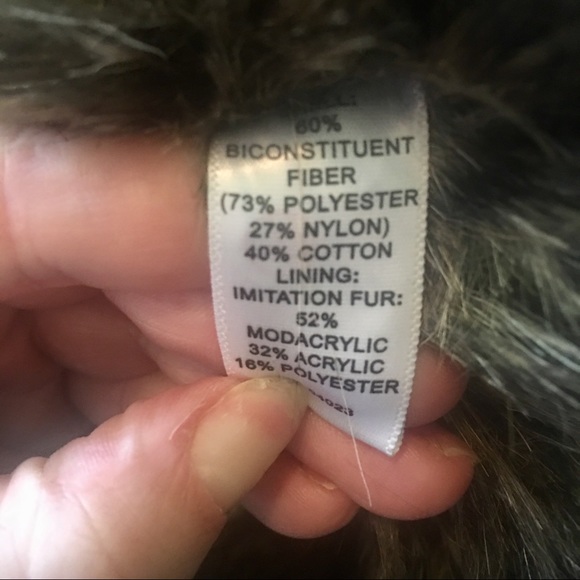 60%
BICONSTITUENT
FIBER
(73% POLYESTER
27% NYLON)
40% COTTON
LINING:
IMITATION FUR:
52%
MODACRYLIC
32% ACRYLIC
16% POLYESTER